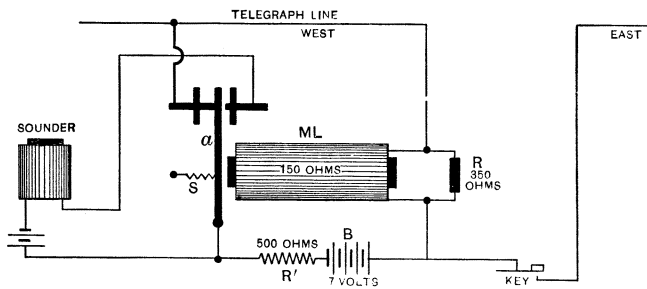 TELEGRAPH LINE
WEST
EAST
SOUNDER
a
ML
150 OHMS
R
350
OHMS
S
500 OHMS
R'
B
7 VOLTS
KEY